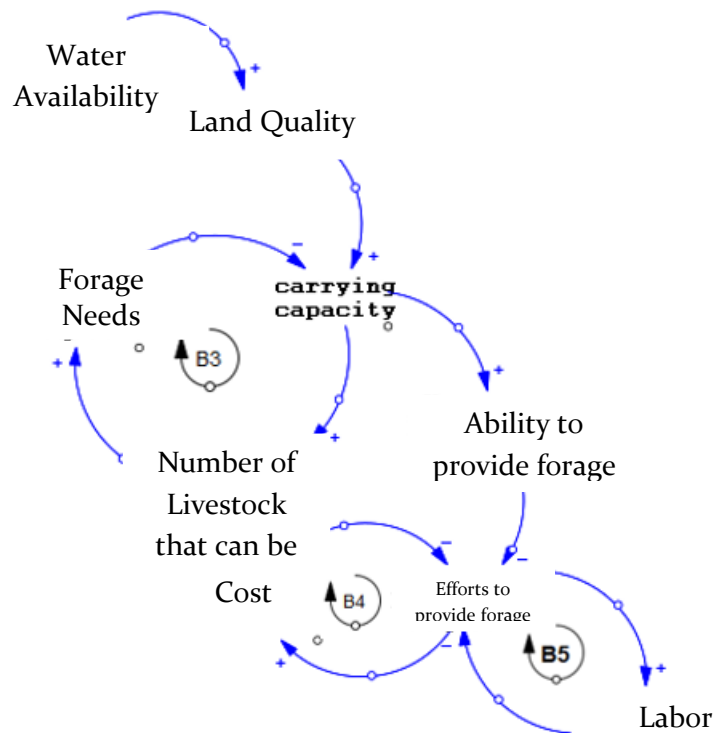 Water
Availability
+
Land Quality
−
+
carrying
capacity
Forage
Needs
+
B3
+
+
Ability to
provide forage
Number of
Livestock
that can be
−
−
Cost
B4
Efforts to
provide forage
+
−
B5
+
Labor